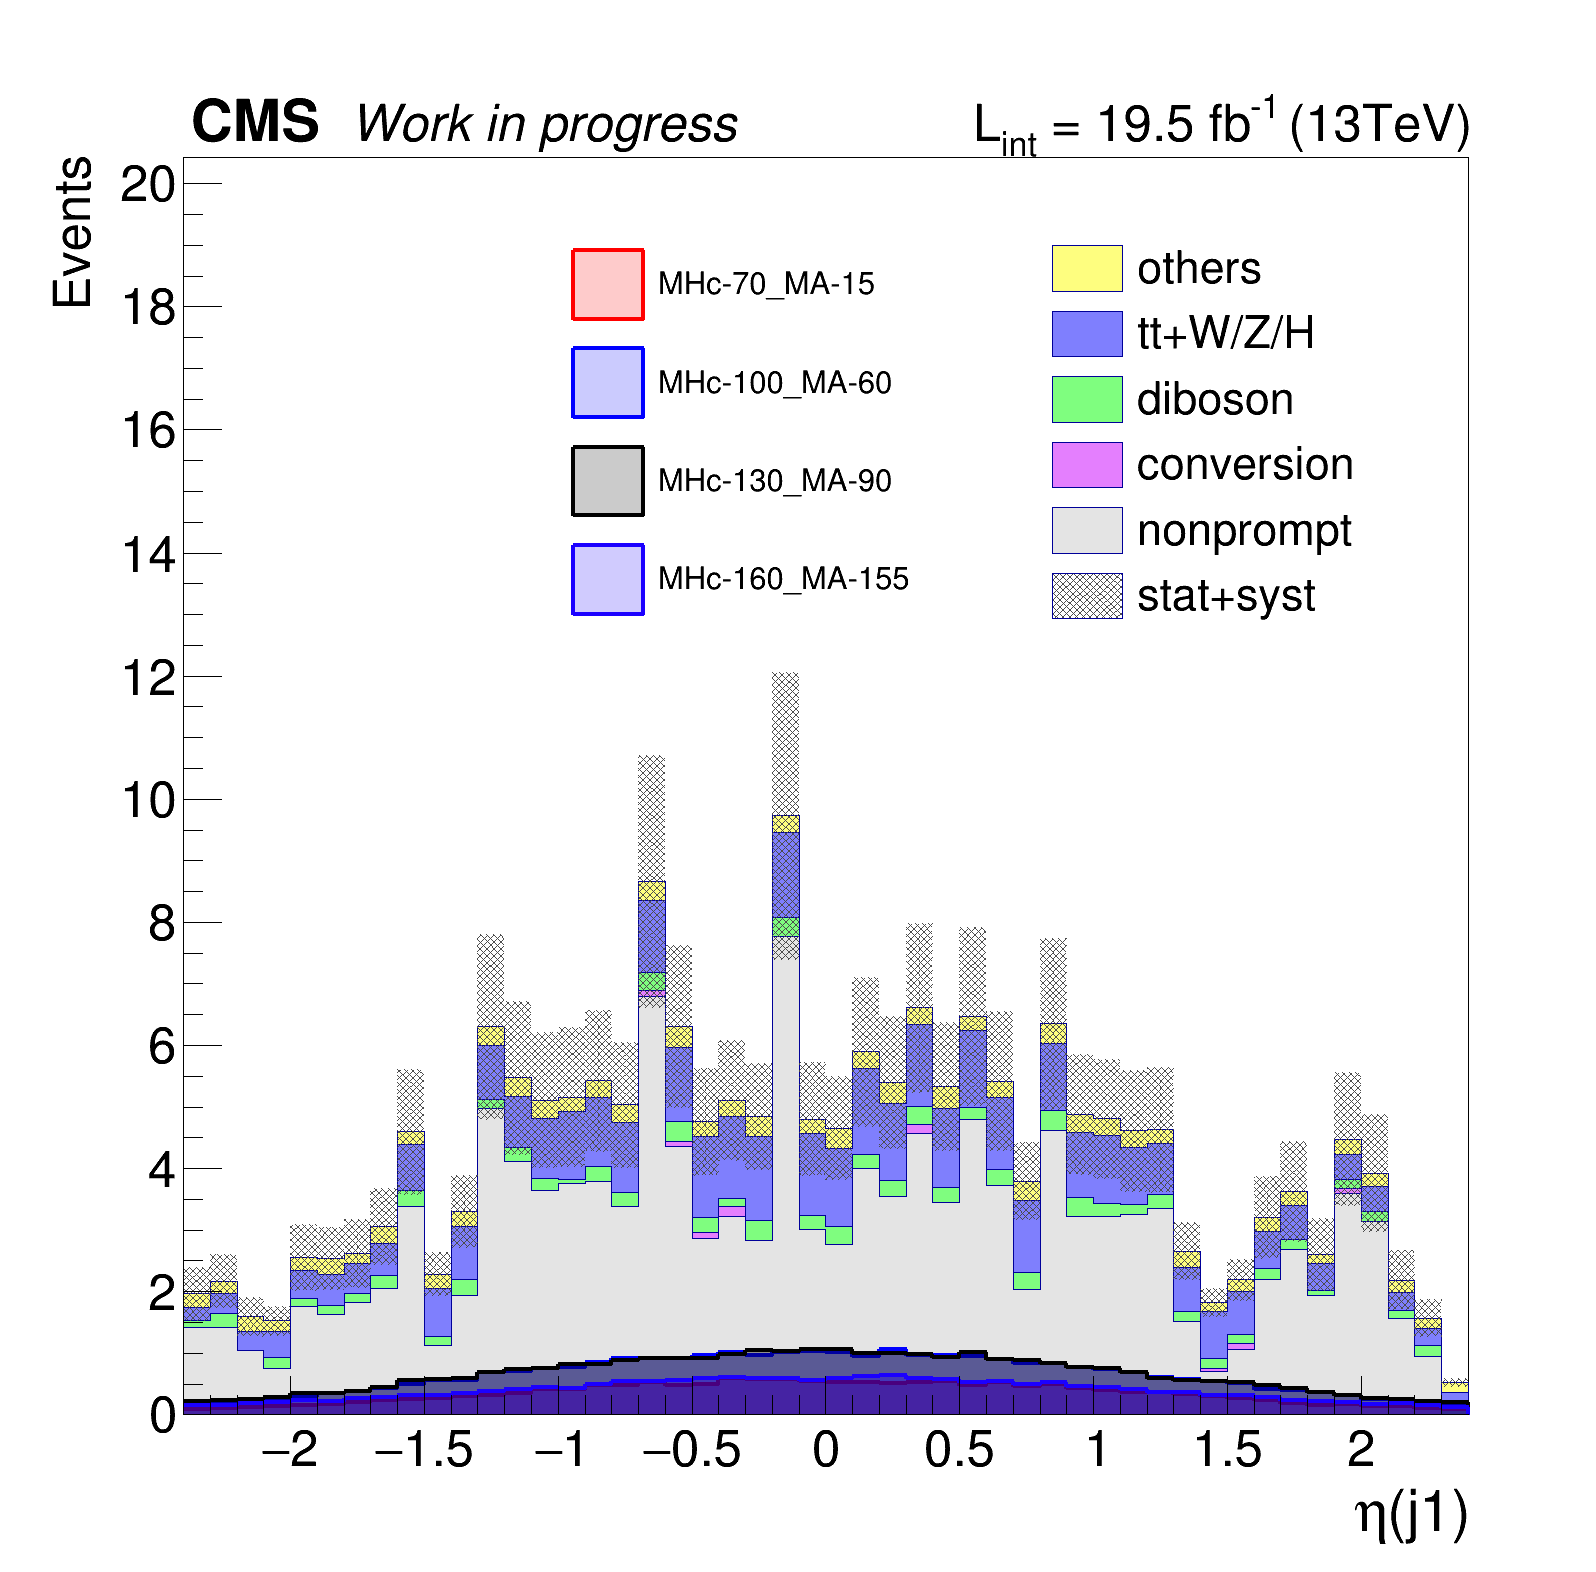 CMS Work in progress
L_int = 19.5 fb^-1 (13TeV)
Events
20
18
16
14
12
10
8
6
4
2
0
MHc-70_MA-15
MHc-100_MA-60
MHc-130_MA-90
MHc-160_MA-155
others
tt+W/Z/H
diboson
conversion
nonprompt
stat+syst
−2 −1.5 −1 −0.5 0 0.5 1 1.5 2
η(j1)